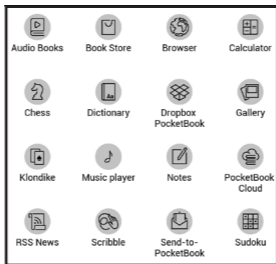 Audio Books Book Store Browser Calculator
Chess Dictionary Dropbox PocketBook Gallery
Klondike Music player Notes PocketBook Cloud
RSS News Scribble Send-to-PocketBook Sudoku